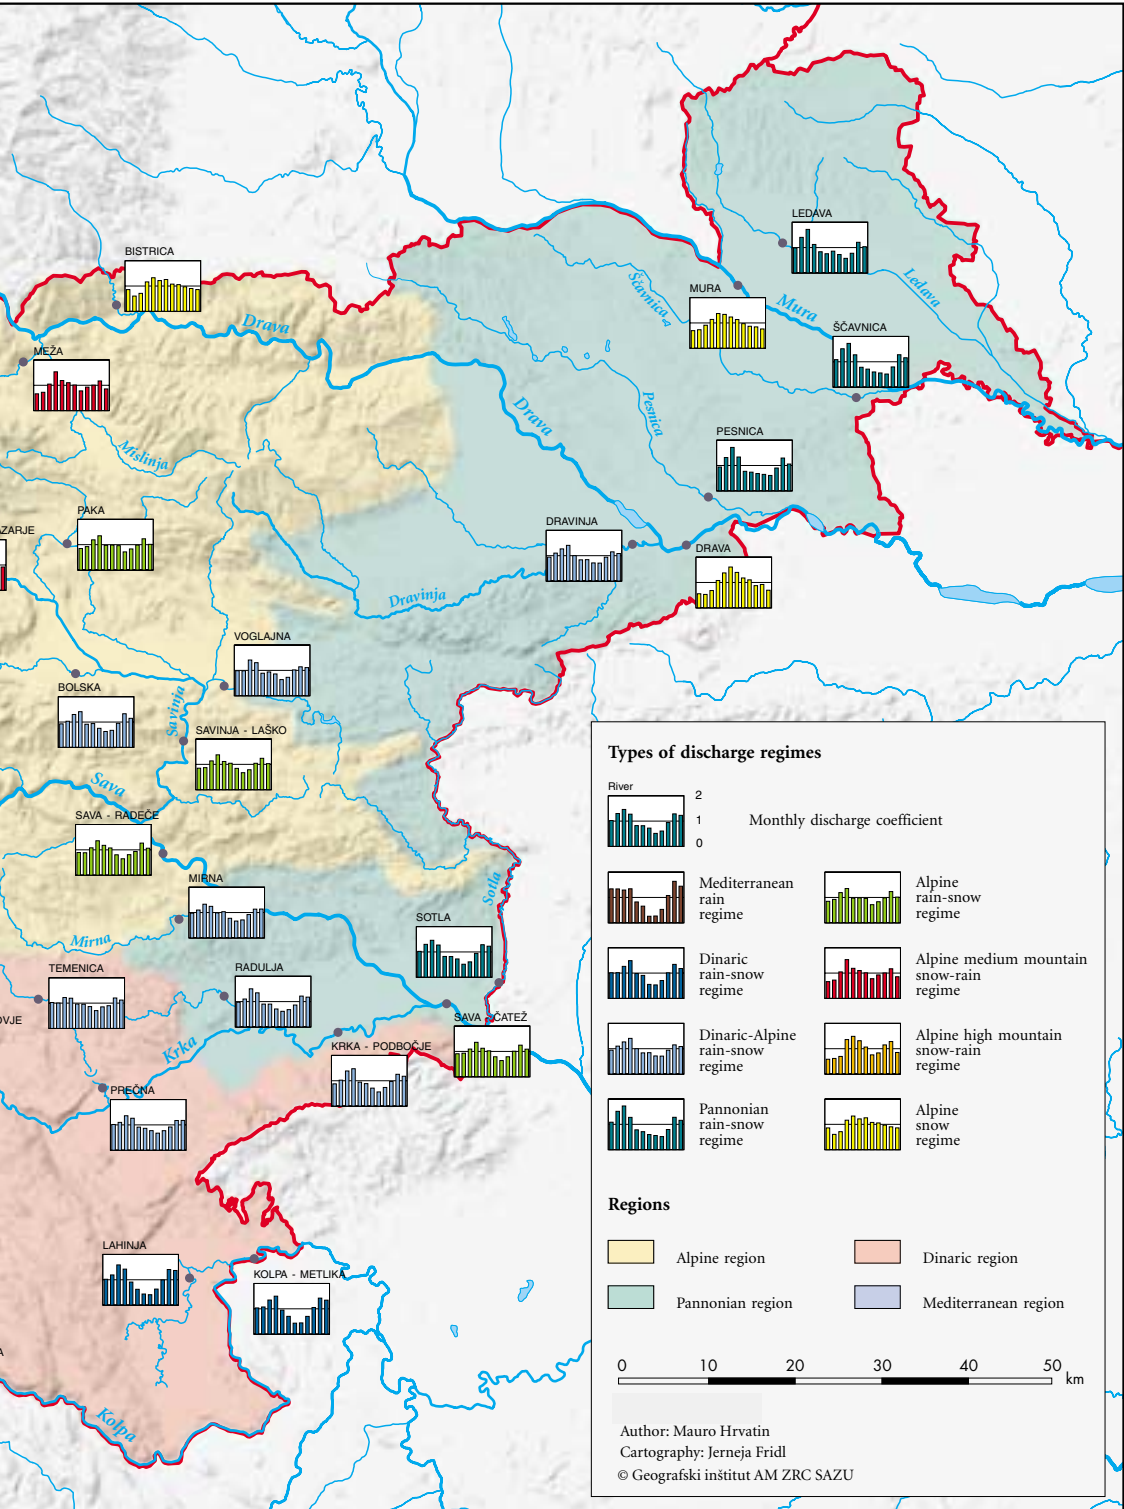 LEDAVA
BISTRICA
Ledava
Ščavnica
MURA
Mura
Drava
ŠČAVNICA
MEŽA
Drava
Pesnica
PESNICA
Mislinja
PAKA
ZARJE
DRAVINJA
DRAVA
Dravinja
VOGLAJNA
BOLSKA
Savinja
SAVINJA - LAŠKO
Sava
SAVA - RADEČE
MIRNA
Sotla
SOTLA
Mirna
TEMENICA
RADULJA
OVJE
SAVA - ČATEŽ
Krka
KRKA - PODBOČJE
PREČNA
LAHINJA
KOLPA - METLIKA
A
Kolpa
Types of discharge regimes
River
2
1
0
Monthly discharge coefficient
Mediterranean
rain
regime
Alpine
rain-snow
regime
Dinaric
rain-snow
regime
Alpine medium mountain
snow-rain
regime
Dinaric-Alpine
rain-snow
regime
Alpine high mountain
snow-rain
regime
Pannonian
rain-snow
regime
Alpine
snow
regime
Regions
Alpine region
Dinaric region
Pannonian region
Mediterranean region
0 10 20 30 40 50
km
Author: Mauro Hrvatin
Cartography: Jerneja Fridl
© Geografski inštitut AM ZRC SAZU